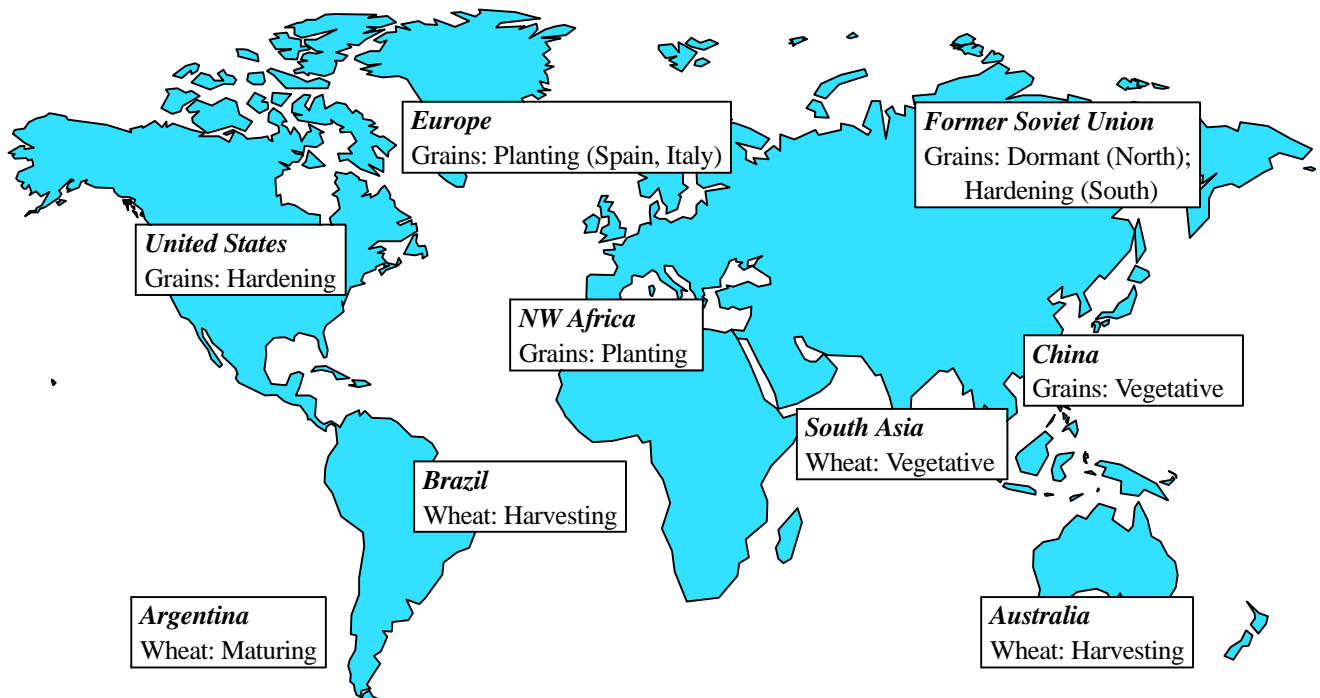 Europe
Grains: Planting (Spain, Italy)
Former Soviet Union
Grains: Dormant (North);
Hardening (South)
United States
Grains: Hardening
NW Africa
Grains: Planting
China
Grains: Vegetative
South Asia
Wheat: Vegetative
Brazil
Wheat: Harvesting
Argentina
Wheat: Maturing
Australia
Wheat: Harvesting